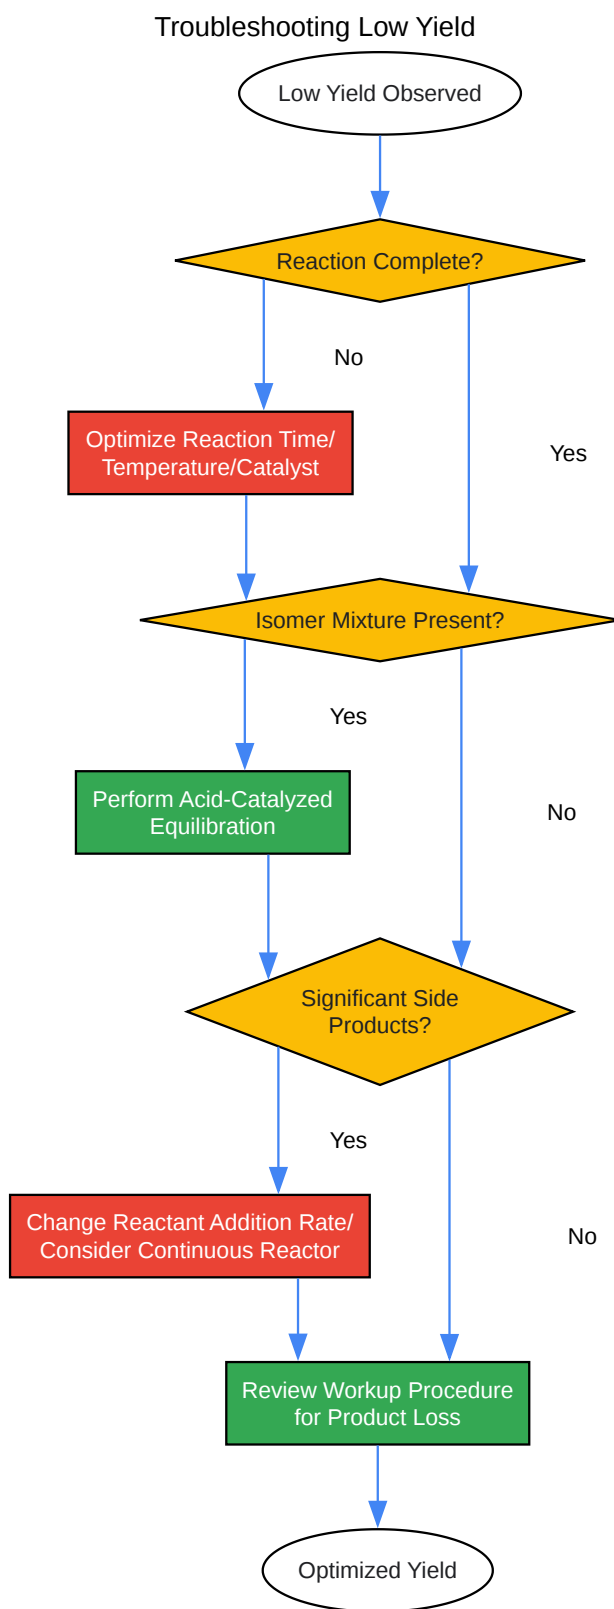 Troubleshooting Low Yield
Low Yield Observed
Reaction Complete?
No
Optimize Reaction Time/
Temperature/Catalyst
Yes
Isomer Mixture Present?
Yes
Perform Acid-Catalyzed
Equilibration
No
Significant Side
Products?
Yes
Change Reactant Addition Rate/
Consider Continuous Reactor
No
Review Workup Procedure
for Product Loss
Optimized Yield